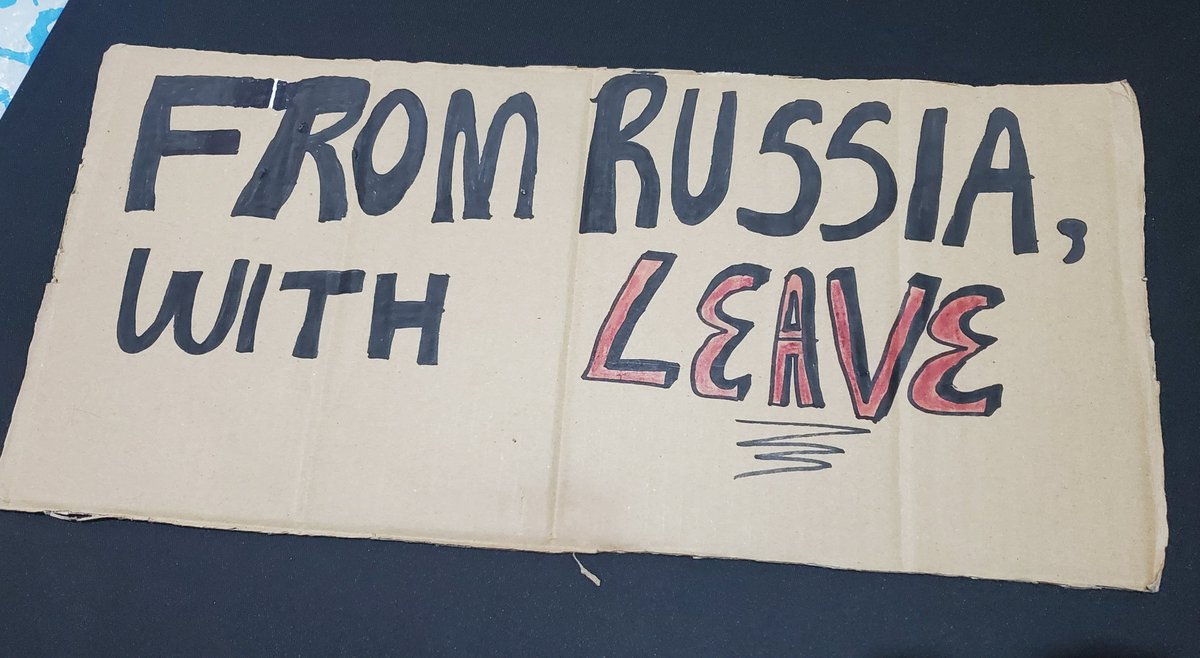 FROM RUSSIA,
WITH LEAVE